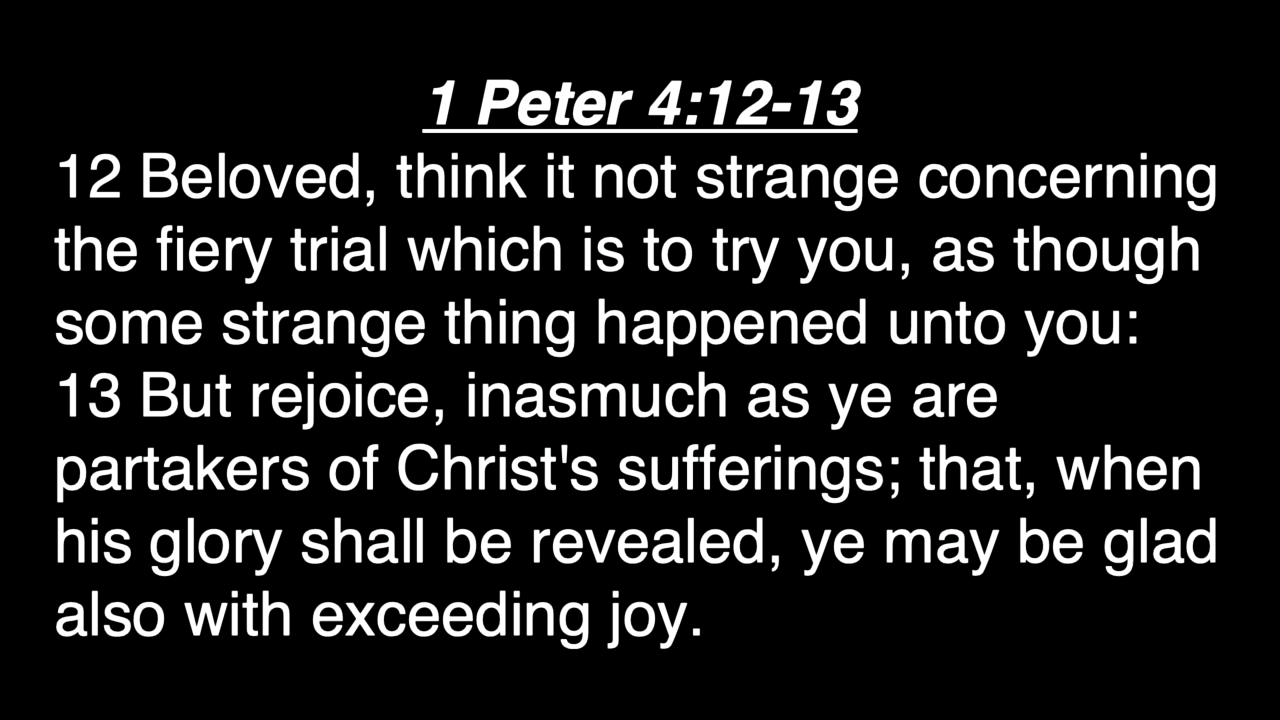 1 Peter 4:12-13
12 Beloved, think it not strange concerning
the fiery trial which is to try you, as though
some strange thing happened unto you:
13 But rejoice, inasmuch as ye are
partakers of Christ's sufferings; that, when
his glory shall be revealed, ye may be glad
also with exceeding joy.